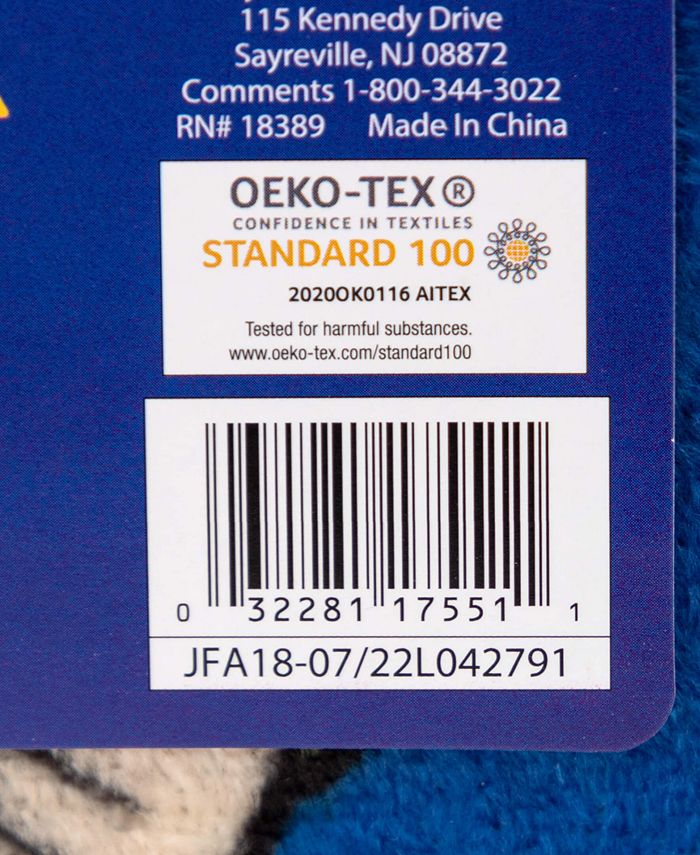 115 Kennedy Drive
Sayreville, NJ 08872
Comments 1-800-344-3022
RN# 18389 Made In China
OEKO-TEX®
CONFIDENCE IN TEXTILES
STANDARD 100
2020OK0116 AITEX
Tested for harmful substances.
www.oeko-tex.com/standard100
0 32281 17551 1
JFA18-07/22L042791